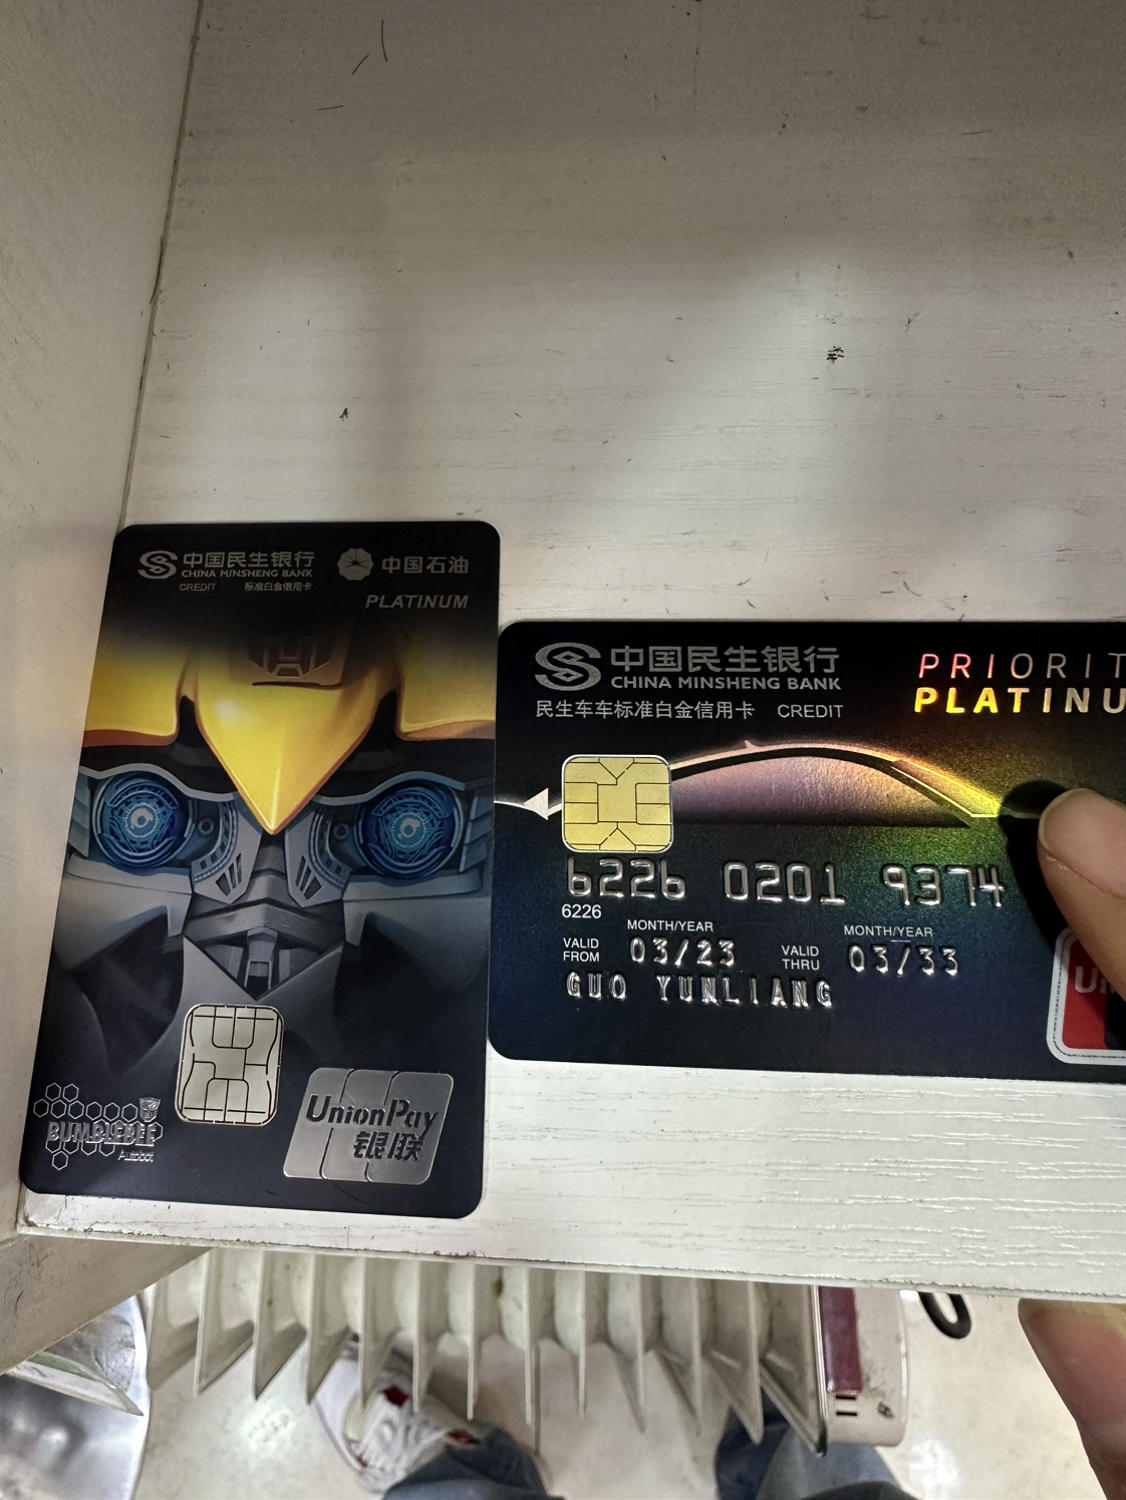 中国民生银行
CHINA MINSHENG BANK
CREDIT 标准白金信用卡
中国石油
PLATINUM
BUMBLEBEE
Autobot
UnionPay
银联
中国民生银行
CHINA MINSHENG BANK
民生车车标准白金信用卡 CREDIT
PRIORIT
PLATINU
6226 0201 9374
6226
MONTH/YEAR MONTH/YEAR
VALID FROM 03/23 VALID THRU 03/33
GUO YUNLIANG
U